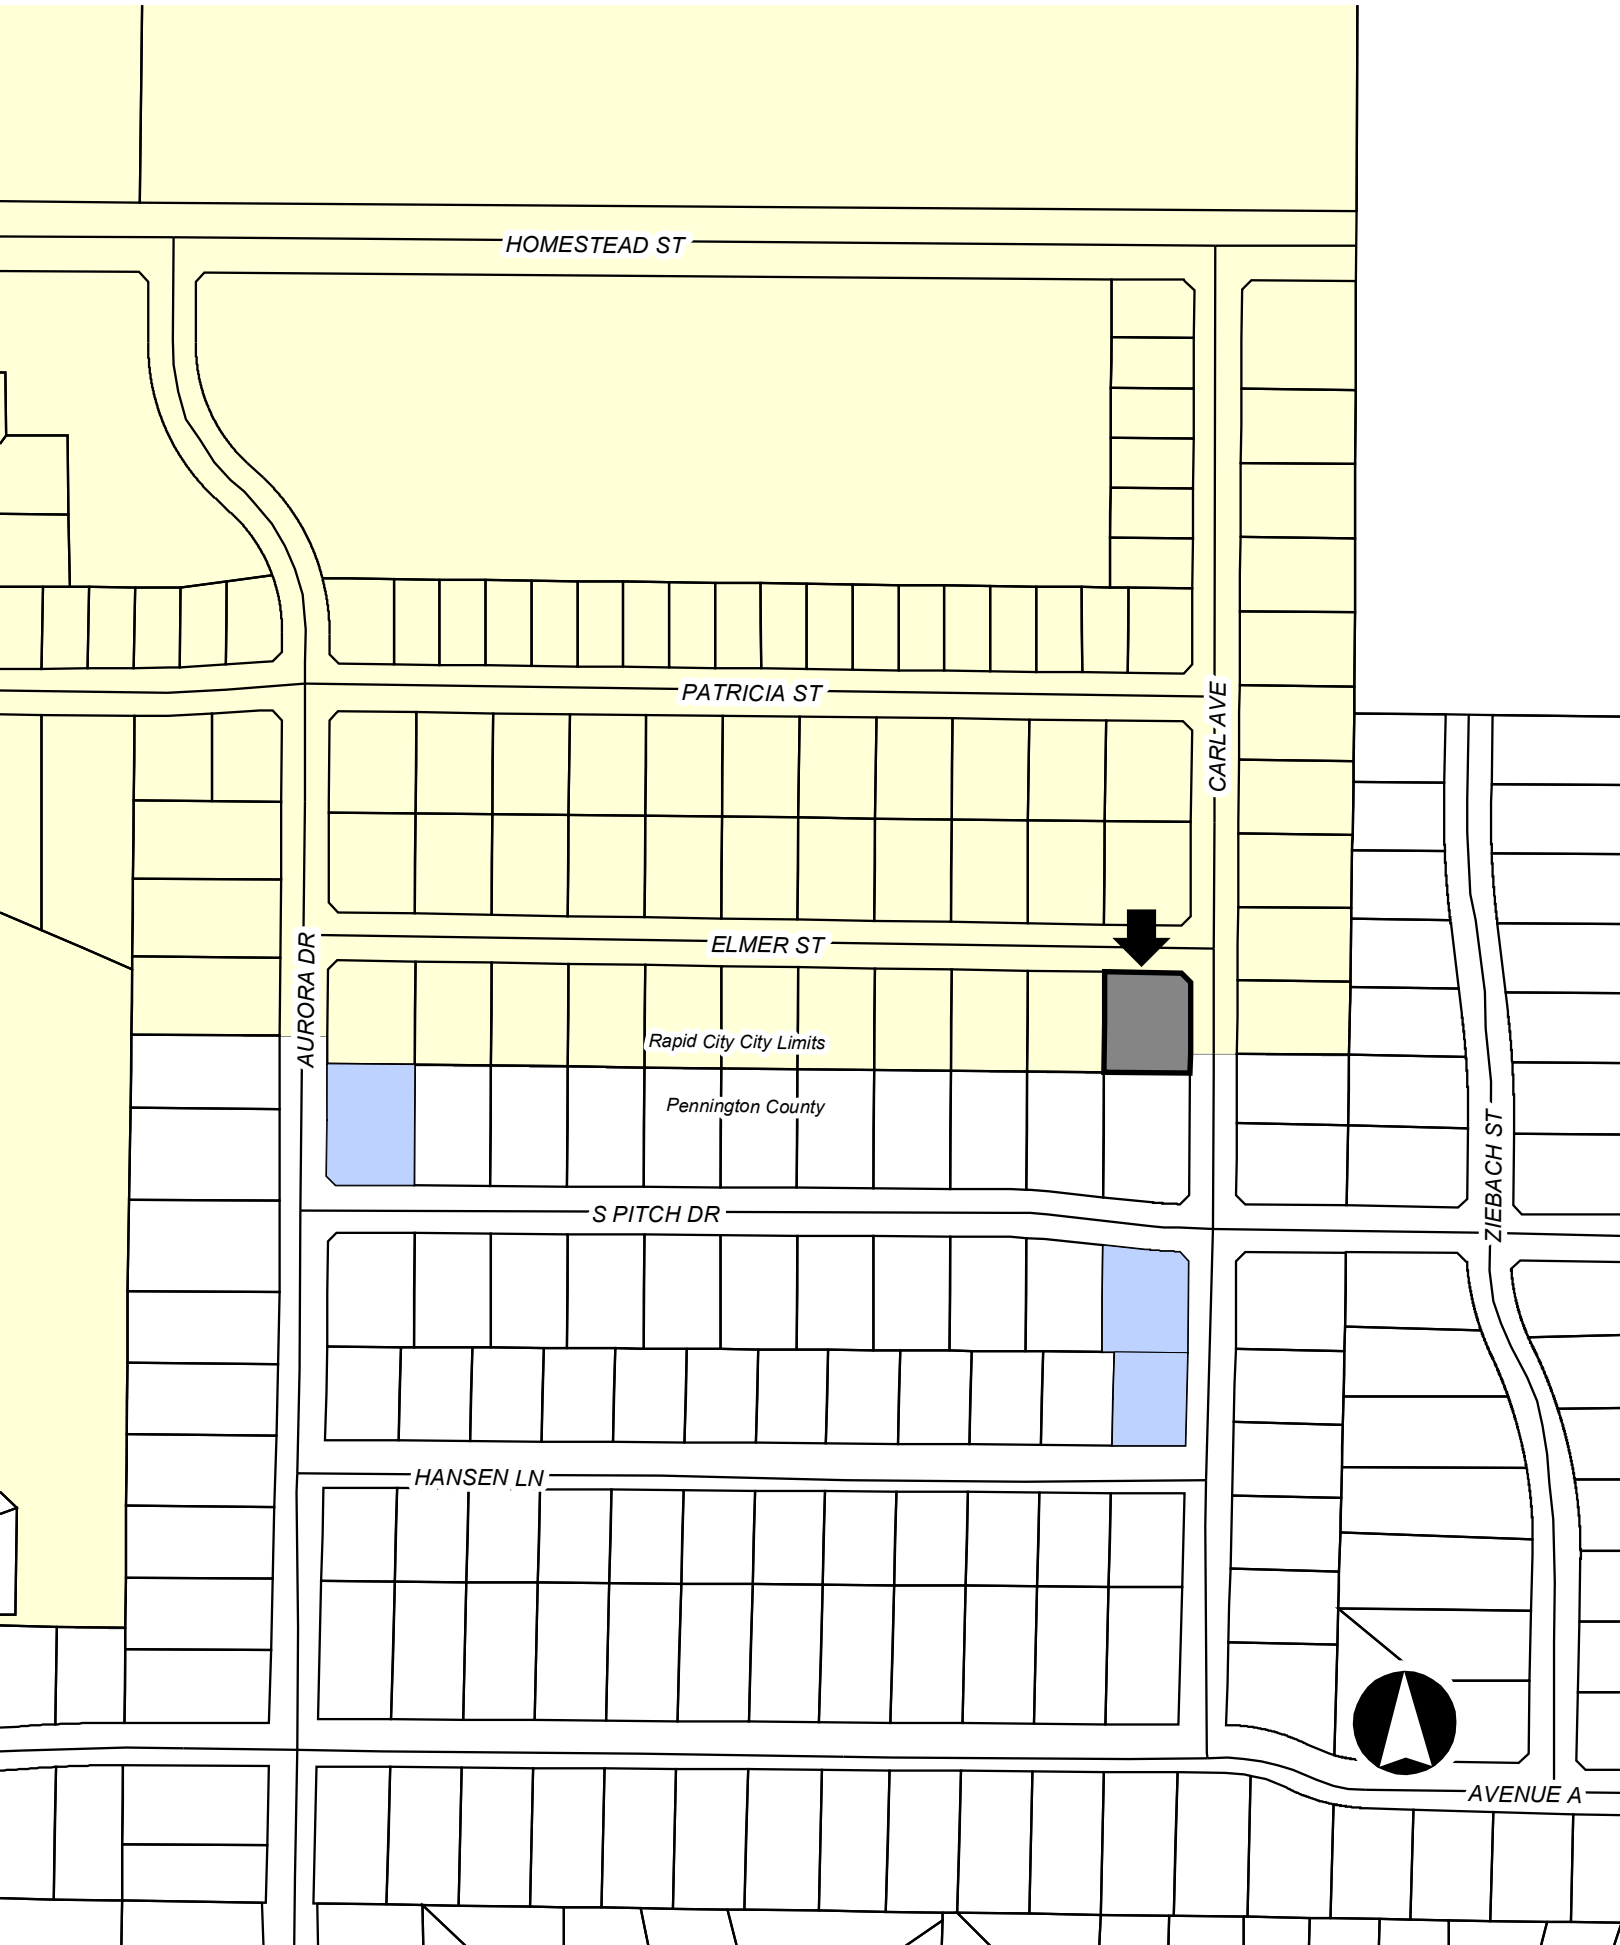 HOMESTEAD ST
PATRICIA ST
CARL AVE
ELMER ST
AURORA DR
Rapid City City Limits
Pennington County
ZIEBACH ST
S PITCH DR
HANSEN LN
AVENUE A